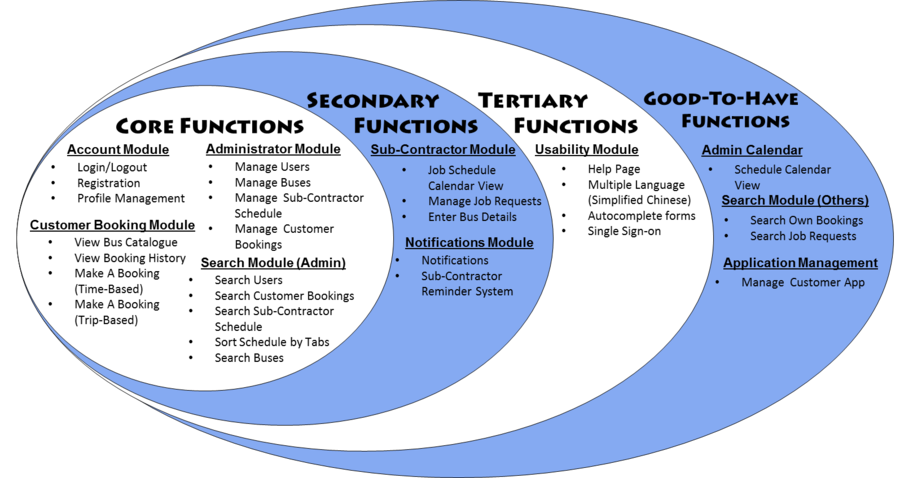 Core Functions
Account Module
• Login/Logout
• Registration
• Profile Management
Customer Booking Module
• View Bus Catalogue
• View Booking History
• Make A Booking
(Time-Based)
• Make A Booking
(Trip-Based)
Administrator Module
• Manage Users
• Manage Buses
• Manage Sub-Contractor
Schedule
• Manage Customer
Bookings
Search Module (Admin)
• Search Users
• Search Customer Bookings
• Search Sub-Contractor
Schedule
• Sort Schedule by Tabs
• Search Buses
Secondary
Functions
Sub-Contractor Module
• Job Schedule
Calendar View
• Manage Job Requests
• Enter Bus Details
Notifications Module
• Notifications
• Sub-Contractor
Reminder System
Tertiary
Functions
Usability Module
• Help Page
• Multiple Language
(Simplified Chinese)
• Autocomplete forms
• Single Sign-on
Good-To-Have
Functions
Admin Calendar
• Schedule Calendar
View
Search Module (Others)
• Search Own Bookings
• Search Job Requests
Application Management
• Manage Customer App